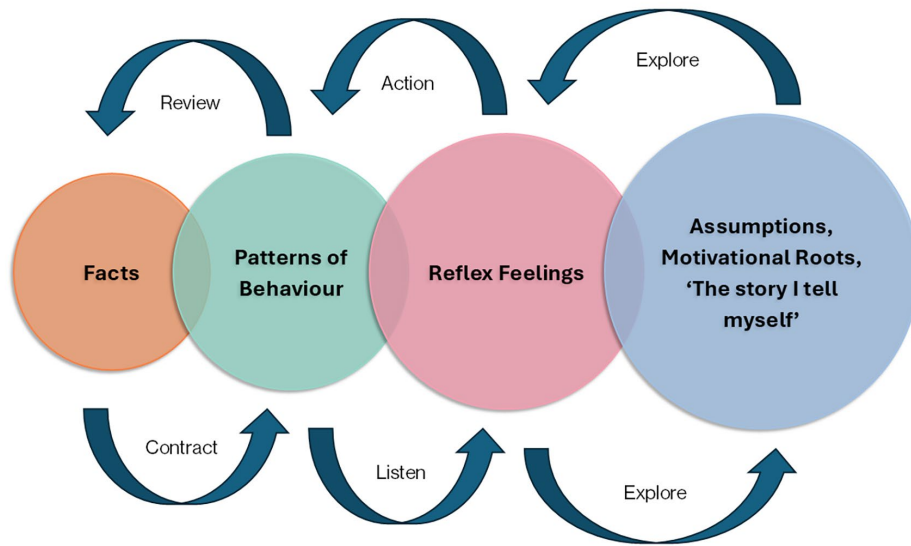 Explore
Action
Review
Facts
Patterns of
Behaviour
Reflex Feelings
Assumptions,
Motivational Roots,
‘The story I tell
myself’
Contract
Listen
Explore